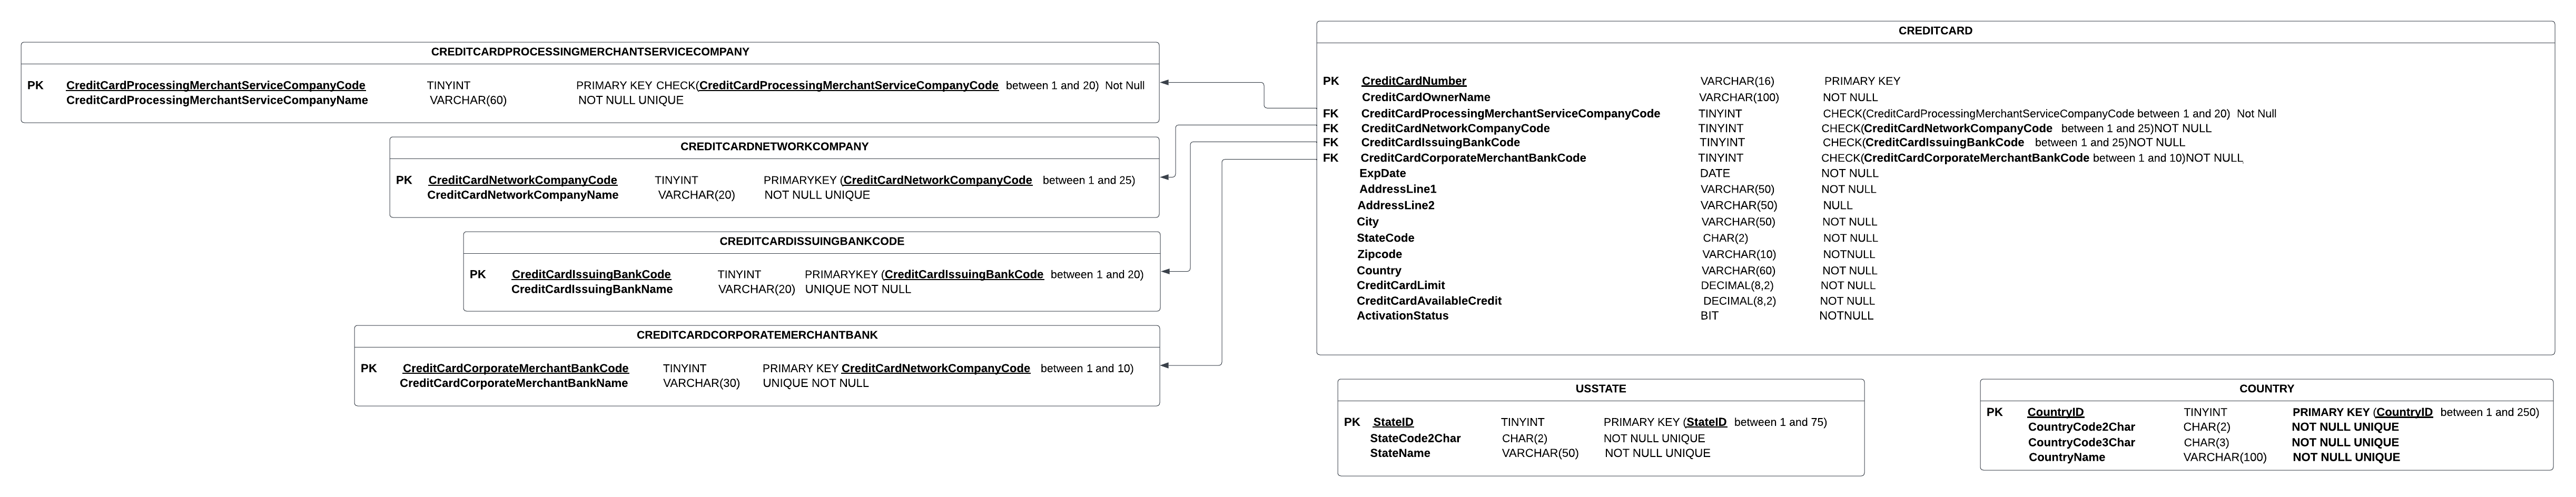 CREDITCARDPROCESSINGMERCHANTSERVICECOMPANY
PK CreditCardProcessingMerchantServiceCompanyCode TINYINT PRIMARY KEY CHECK(CreditCardProcessingMerchantServiceCompanyCode between 1 and 20) Not Null
CreditCardProcessingMerchantServiceCompanyName VARCHAR(60) NOT NULL UNIQUE
CREDITCARDNETWORKCOMPANY
PK CreditCardNetworkCompanyCode TINYINT PRIMARYKEY (CreditCardNetworkCompanyCode between 1 and 25)
CreditCardNetworkCompanyName VARCHAR(20) NOT NULL UNIQUE
CREDITCARDISSUINGBANKCODE
PK CreditCardIssuingBankCode TINYINT PRIMARYKEY (CreditCardIssuingBankCode between 1 and 20)
CreditCardIssuingBankName VARCHAR(20) UNIQUE NOT NULL
CREDITCARDCORPORATEMERCHANTBANK
PK CreditCardCorporateMerchantBankCode TINYINT PRIMARY KEY CreditCardNetworkCompanyCode between 1 and 10)
CreditCardCorporateMerchantBankName VARCHAR(30) UNIQUE NOT NULL
CREDITCARD
PK CreditCardNumber VARCHAR(16) PRIMARY KEY
CreditCardOwnerName VARCHAR(100) NOT NULL
FK CreditCardProcessingMerchantServiceCompanyCode TINYINT CHECK(CreditCardProcessingMerchantServiceCompanyCode between 1 and 20) Not Null
FK CreditCardNetworkCompanyCode TINYINT CHECK(CreditCardNetworkCompanyCode between 1 and 25)NOT NULL
FK CreditCardIssuingBankCode TINYINT CHECK(CreditCardIssuingBankCode between 1 and 25)NOT NULL
FK CreditCardCorporateMerchantBankCode TINYINT CHECK(CreditCardCorporateMerchantBankCode between 1 and 10)NOT NULL
ExpDate DATE NOT NULL
AddressLine1 VARCHAR(50) NOT NULL
AddressLine2 VARCHAR(50) NULL
City VARCHAR(50) NOT NULL
StateCode CHAR(2) NOT NULL
Zipcode VARCHAR(10) NOTNULL
Country VARCHAR(60) NOT NULL
CreditCardLimit DECIMAL(8,2) NOT NULL
CreditCardAvailableCredit DECIMAL(8,2) NOT NULL
ActivationStatus BIT NOTNULL
USSTATE
PK StateID TINYINT PRIMARY KEY (StateID between 1 and 75)
StateCode2Char CHAR(2) NOT NULL UNIQUE
StateName VARCHAR(50) NOT NULL UNIQUE
COUNTRY
PK CountryID TINYINT PRIMARY KEY (CountryID between 1 and 250)
CountryCode2Char CHAR(2) NOT NULL UNIQUE
CountryCode3Char CHAR(3) NOT NULL UNIQUE
CountryName VARCHAR(100) NOT NULL UNIQUE